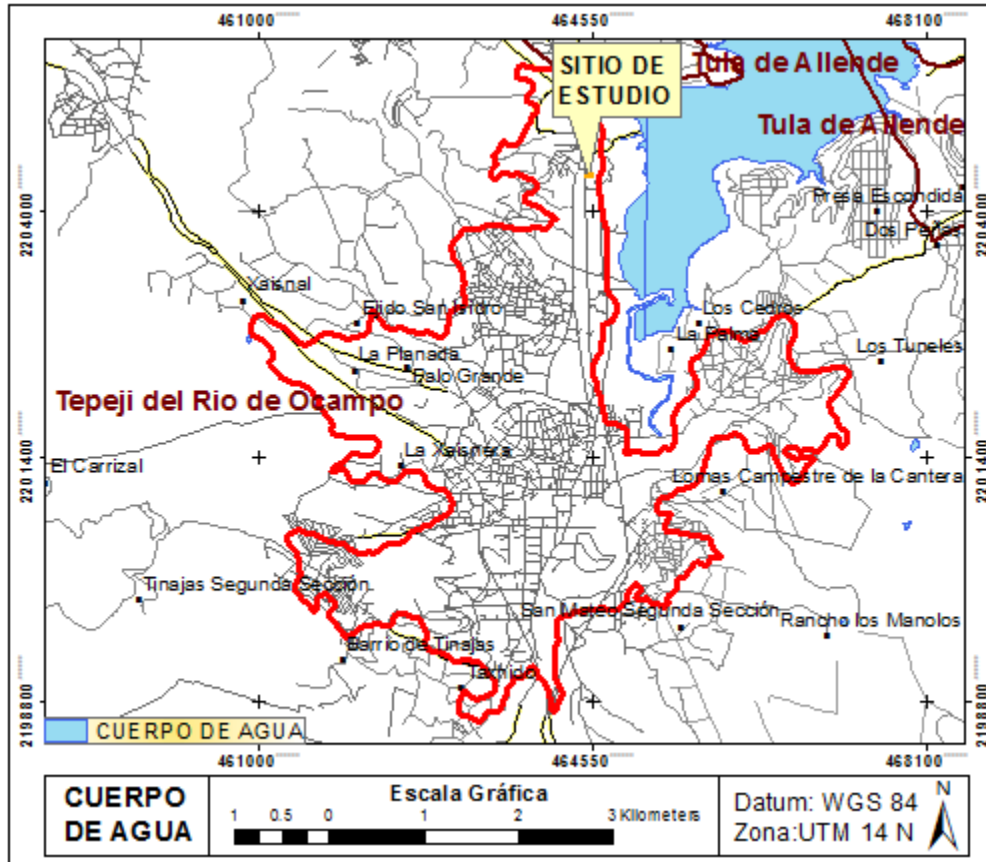 461000 464550 468100
SITIO DE
ESTUDIO
Tula de Allende
Tula de Allende
2204000
2204000
Presa Escondida
Dos Peñas
Xaisnal
Ejido San Isidro
Los Cedros
La Palma
La Planada
Palo Grande
Los Tuneles
Tepeji del Rio de Ocampo
2201400
2201400
El Carrizal
La Xaisnera
Lomas Campestre de la Cantera
Tinajas Segunda Sección
San Mateo Segunda Sección
Rancho los Manolos
Barrio de Tinajas
2198800
2198800
CUERPO DE AGUA
461000 464550 468100
CUERPO
DE AGUA
Escala Gráfica
1 0.5 0 1 2 3 Kilometers
Datum: WGS 84
Zona:UTM 14 N
N